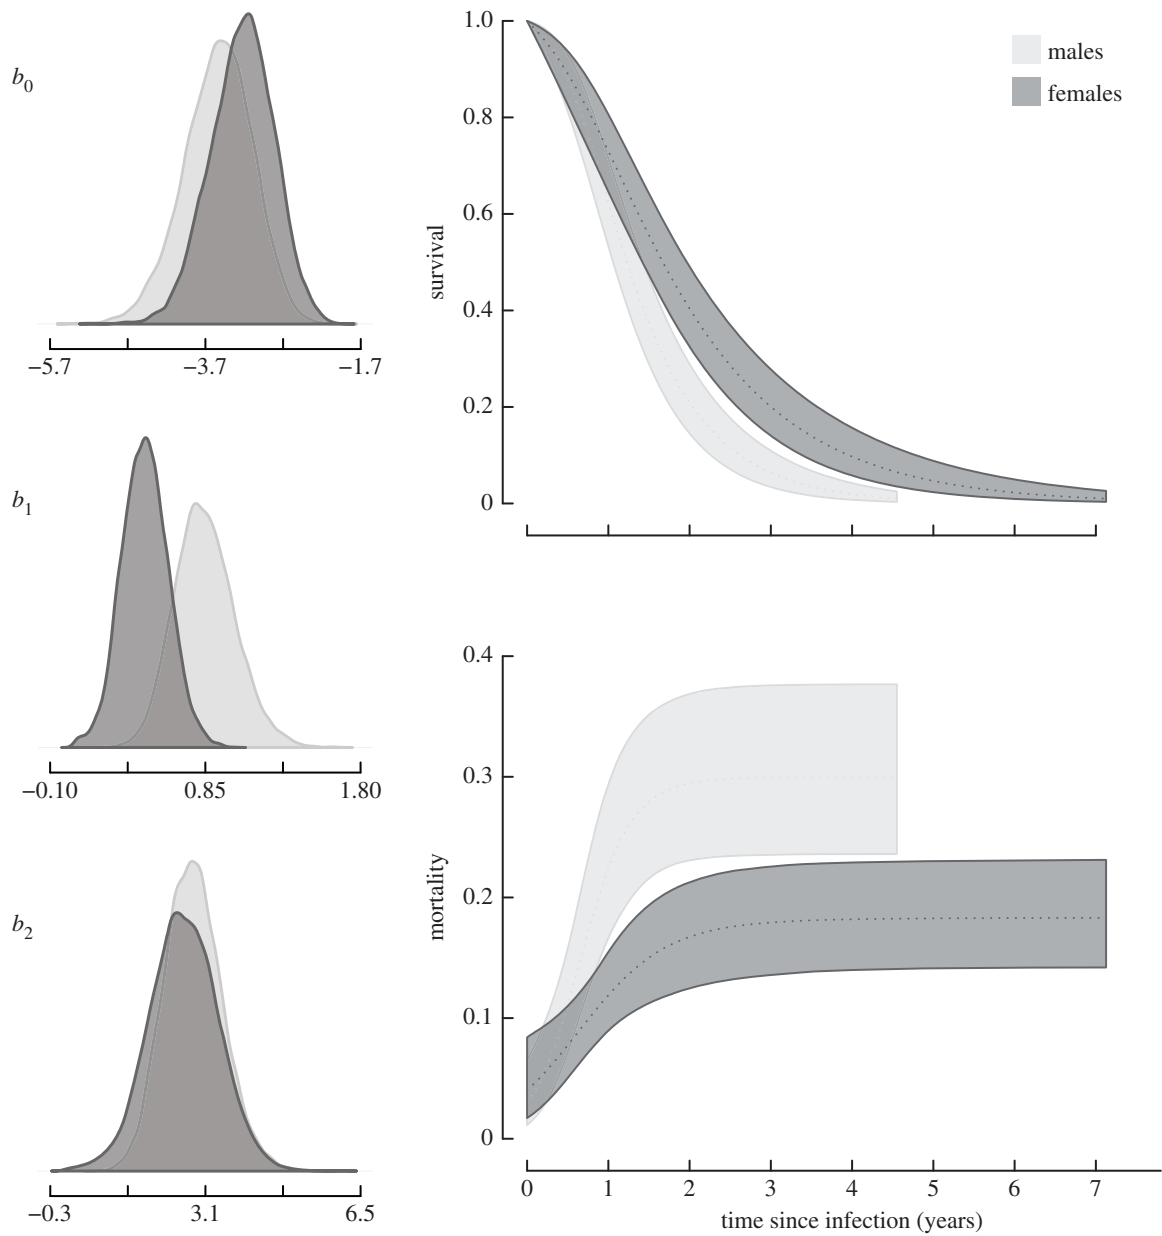 b0
−5.7 −3.7 −1.7
b1
−0.10 0.85 1.80
b2
−0.3 3.1 6.5
males
females
survival
1.0
0.8
0.6
0.4
0.2
0
mortality
0.4
0.3
0.2
0.1
0
0 1 2 3 4 5 6 7
time since infection (years)